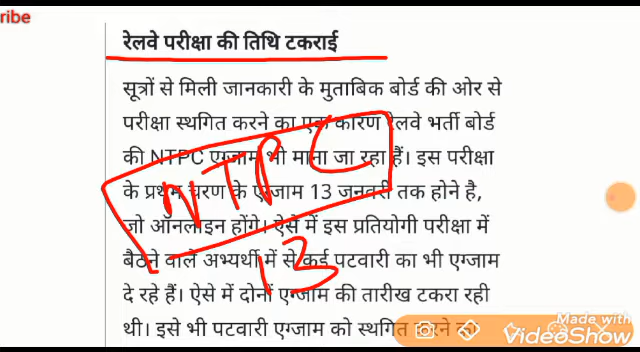 ribe
रेलवे परीक्षा की तिथि टकराई
सूत्रों से मिली जानकारी के मुताबिक बोर्ड की ओर से
परीक्षा स्थगित करने का एक कारण रेलवे भर्ती बोर्ड
की NTPC एग्जाम भी माना जा रहा हैं। इस परीक्षा
के प्रथम चरण के एग्जाम 13 जनवरी तक होने है,
जो ऑनलाइन होंगे। ऐसे में इस प्रतियोगी परीक्षा में
बैठने वाले अभ्यर्थी में से कई पटवारी का भी एग्जाम
दे रहे हैं। ऐसे में दोनों एग्जाम की तारीख टकरा रही
थी। इसे भी पटवारी एग्जाम को स्थगित करने का
NTPC
13
Made with
VideoShow